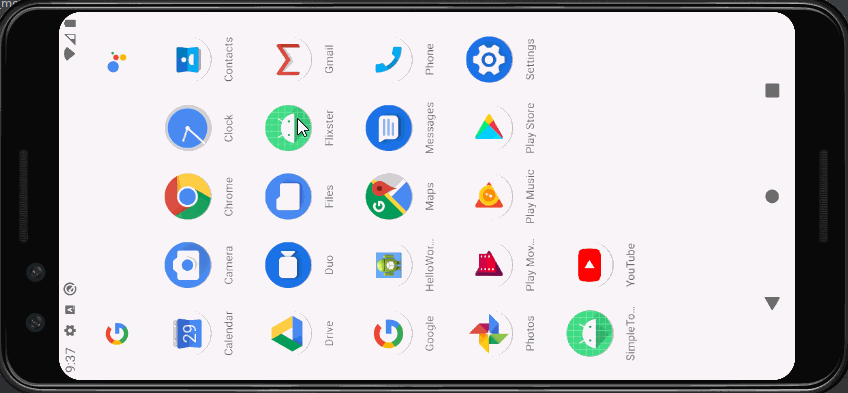 9:37
G
29
Calendar
Camera
Chrome
Clock
Contacts
Drive
Duo
Files
Flixster
Gmail
Google
HelloWor...
Maps
Messages
Phone
Photos
Play Mov...
Play Music
Play Store
Settings
SimpleTo...
YouTube